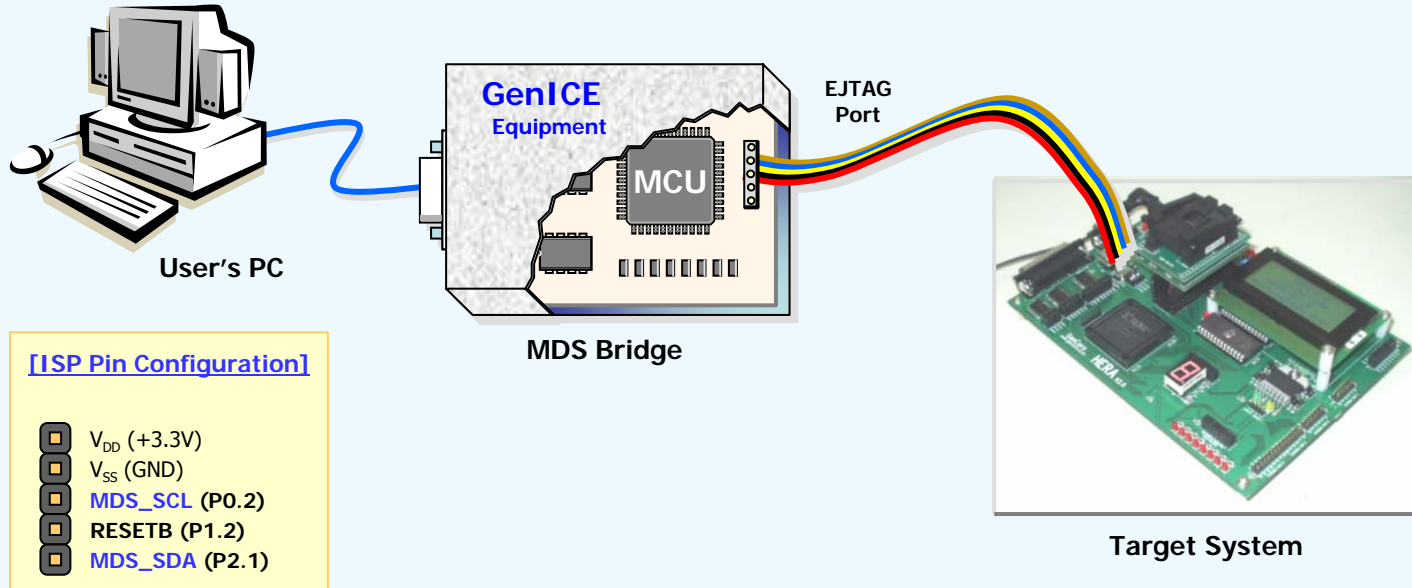 GenICE
Equipment
EJTAG
Port
MCU
User's PC
MDS Bridge
HERA
Target System
[ISP Pin Configuration]
VDD (+3.3V)
VSS (GND)
MDS_SCL (P0.2)
RESETB (P1.2)
MDS_SDA (P2.1)